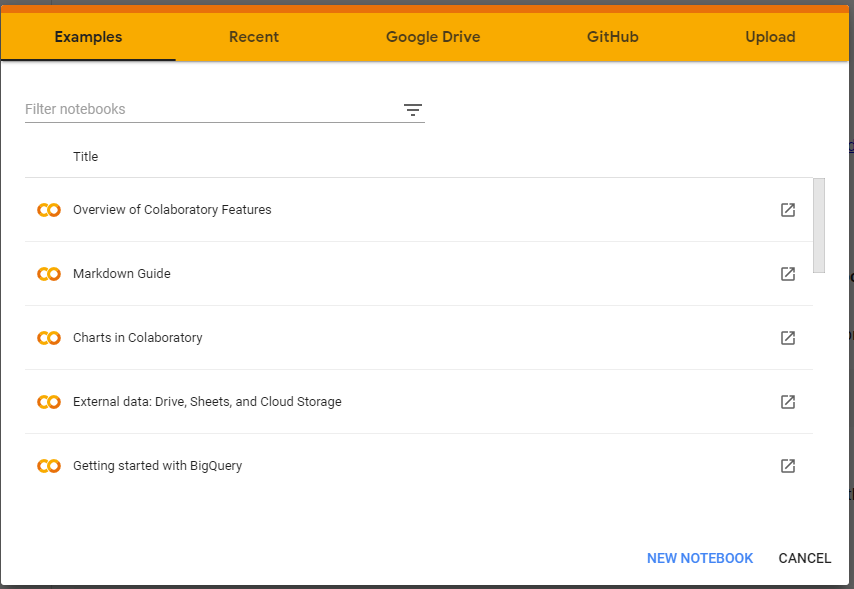 Examples Recent Google Drive GitHub Upload
Filter notebooks
Title
Overview of Colaboratory Features
Markdown Guide
Charts in Colaboratory
External data: Drive, Sheets, and Cloud Storage
Getting started with BigQuery
NEW NOTEBOOK CANCEL